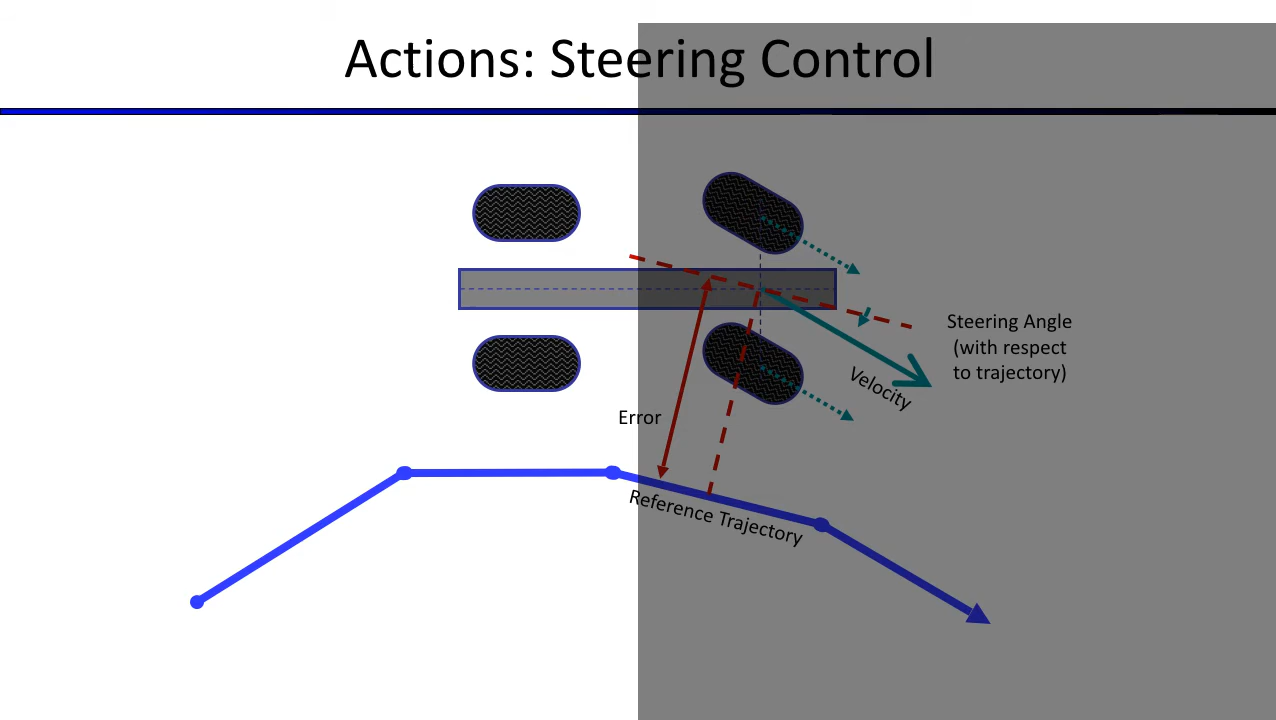 Actions: Steering Control
Steering Angle
(with respect
to trajectory)
Velocity
Error
Reference Trajectory